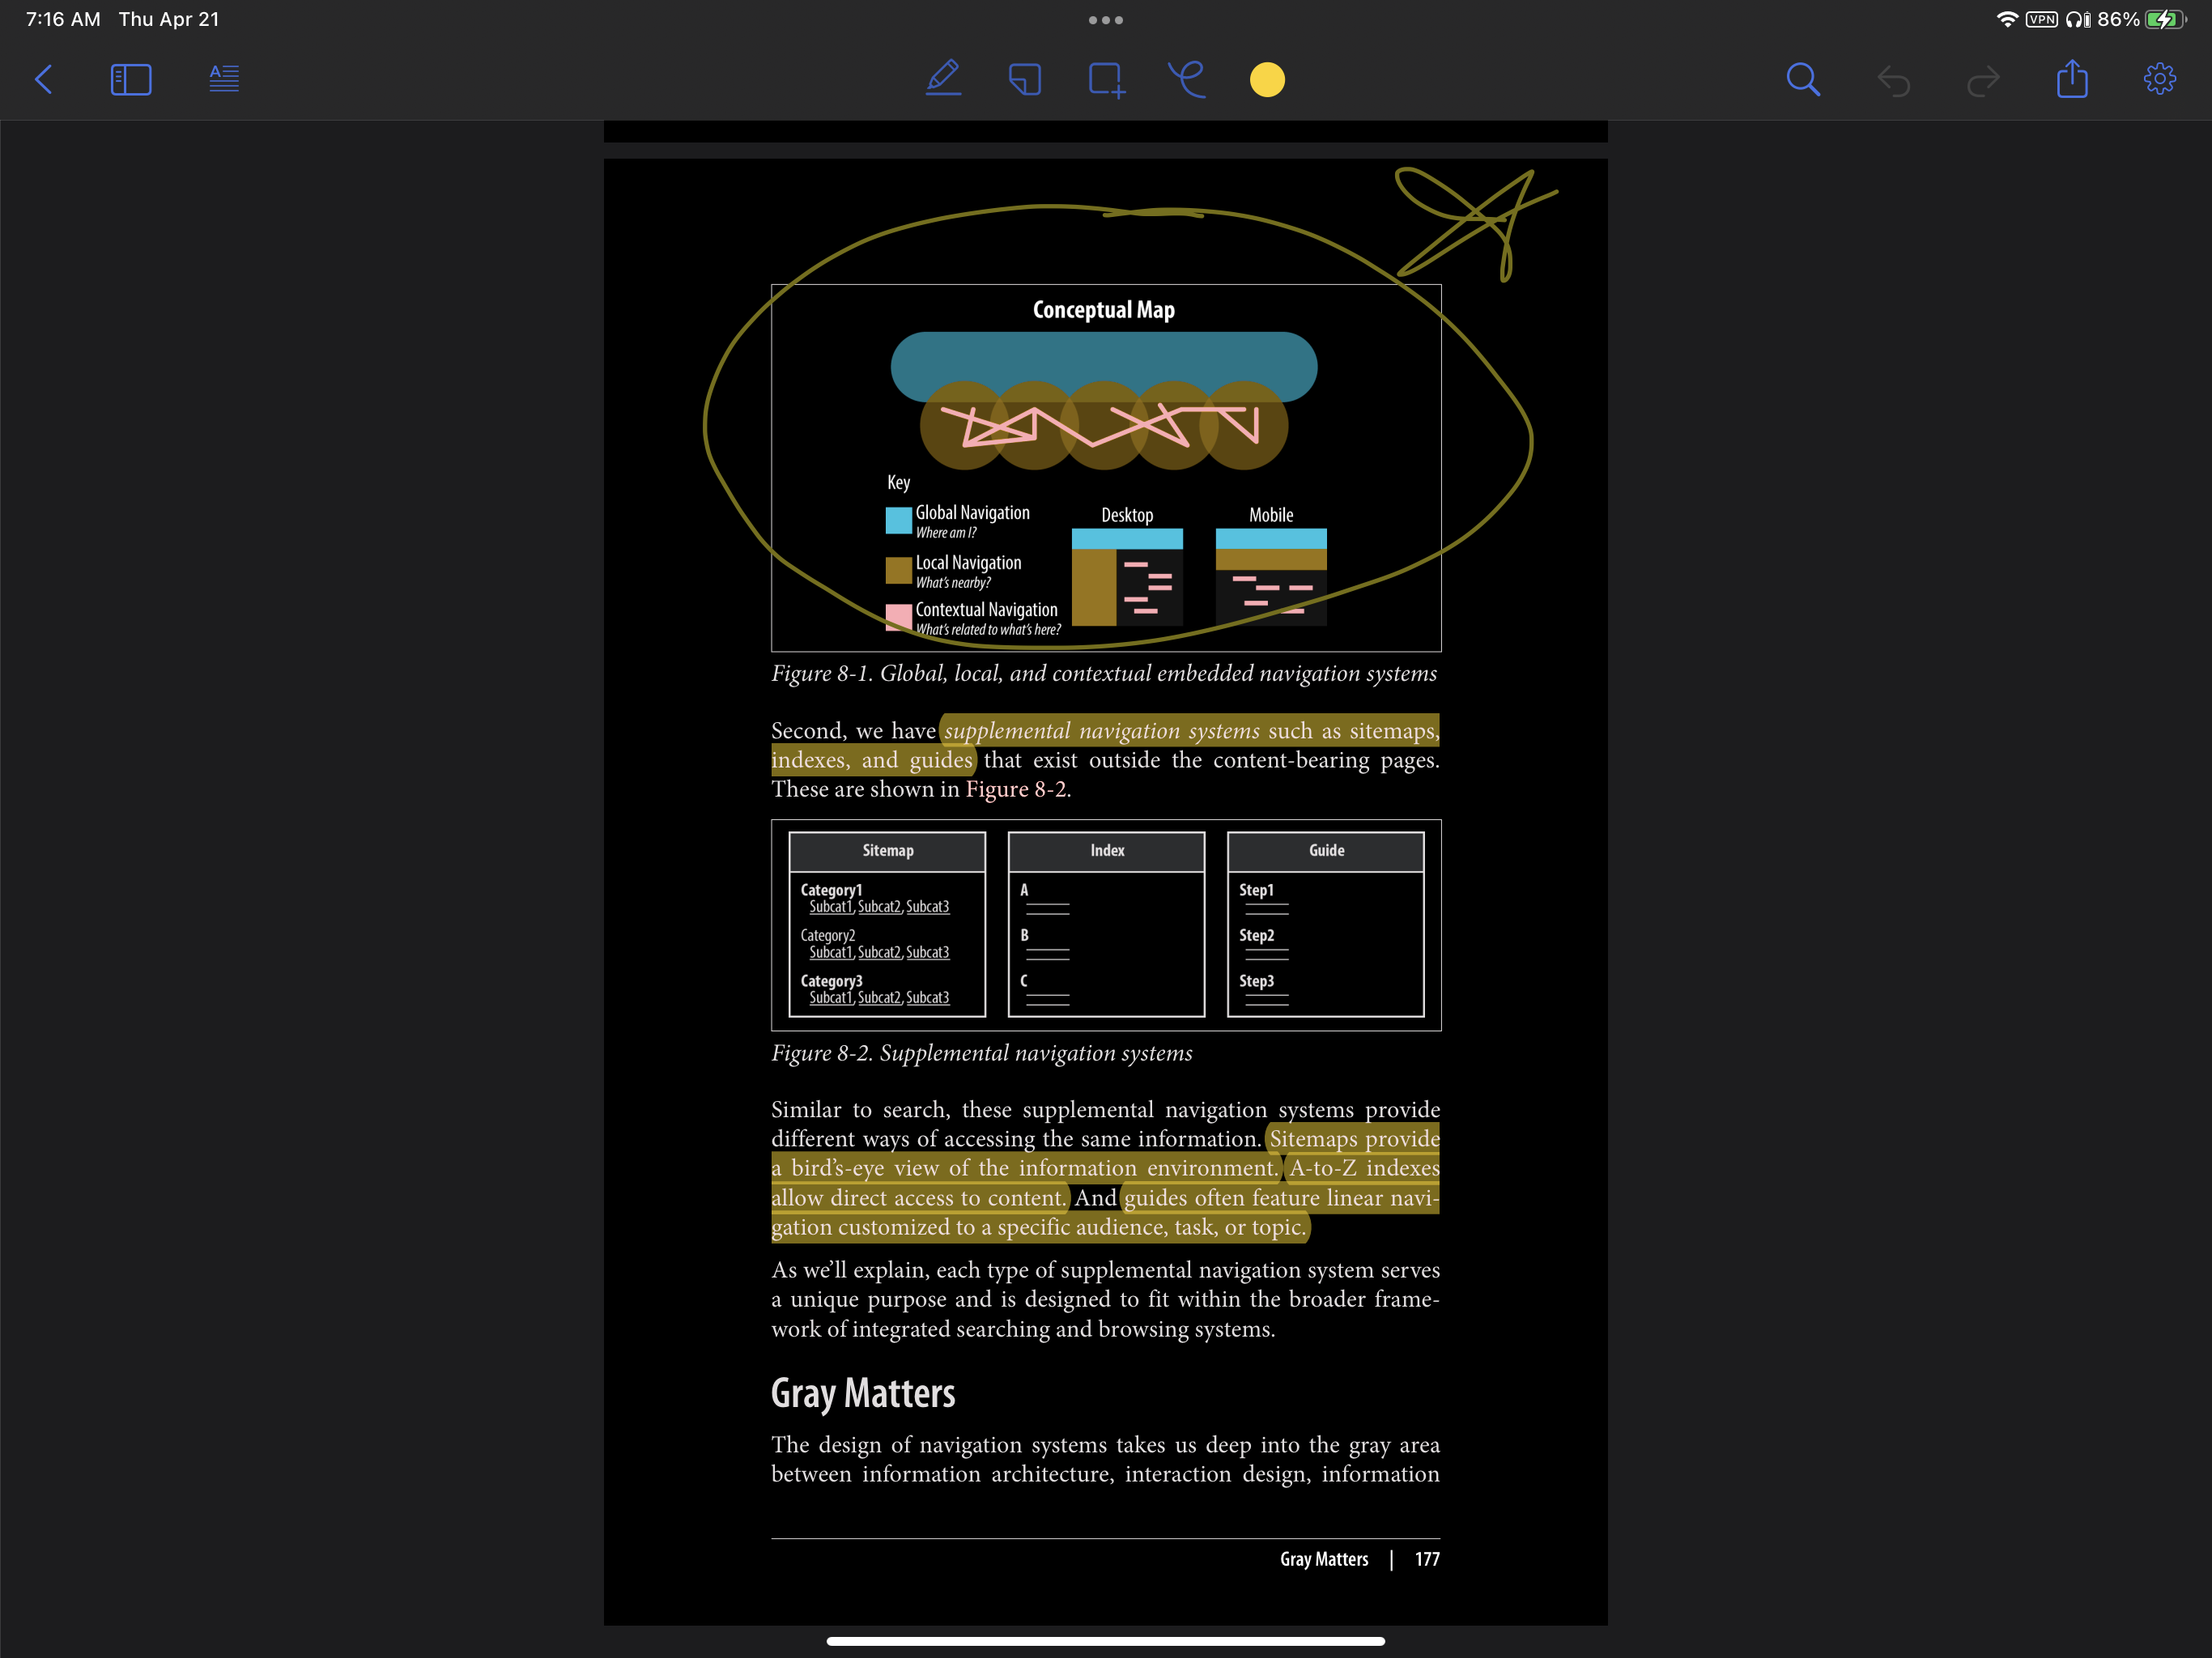 7:16 AM Thu Apr 21
VPN 86%
Conceptual Map
Key
Global Navigation
Where am I?
Local Navigation
What's nearby?
Contextual Navigation
What's related to what's here?
Desktop
Mobile
Figure 8-1. Global, local, and contextual embedded navigation systems
Second, we have supplemental navigation systems such as sitemaps,
indexes, and guides that exist outside the content-bearing pages.
These are shown in Figure 8-2.
Sitemap
Category1
Subcat1, Subcat2, Subcat3
Category2
Subcat1, Subcat2, Subcat3
Category3
Subcat1, Subcat2, Subcat3
Index
A
B
C
Guide
Step1
Step2
Step3
Figure 8-2. Supplemental navigation systems
Similar to search, these supplemental navigation systems provide
different ways of accessing the same information. Sitemaps provide
a bird's-eye view of the information environment. A-to-Z indexes
allow direct access to content. And guides often feature linear navi-
gation customized to a specific audience, task, or topic.
As we'll explain, each type of supplemental navigation system serves
a unique purpose and is designed to fit within the broader frame-
work of integrated searching and browsing systems.
Gray Matters
The design of navigation systems takes us deep into the gray area
between information architecture, interaction design, information
Gray Matters | 177